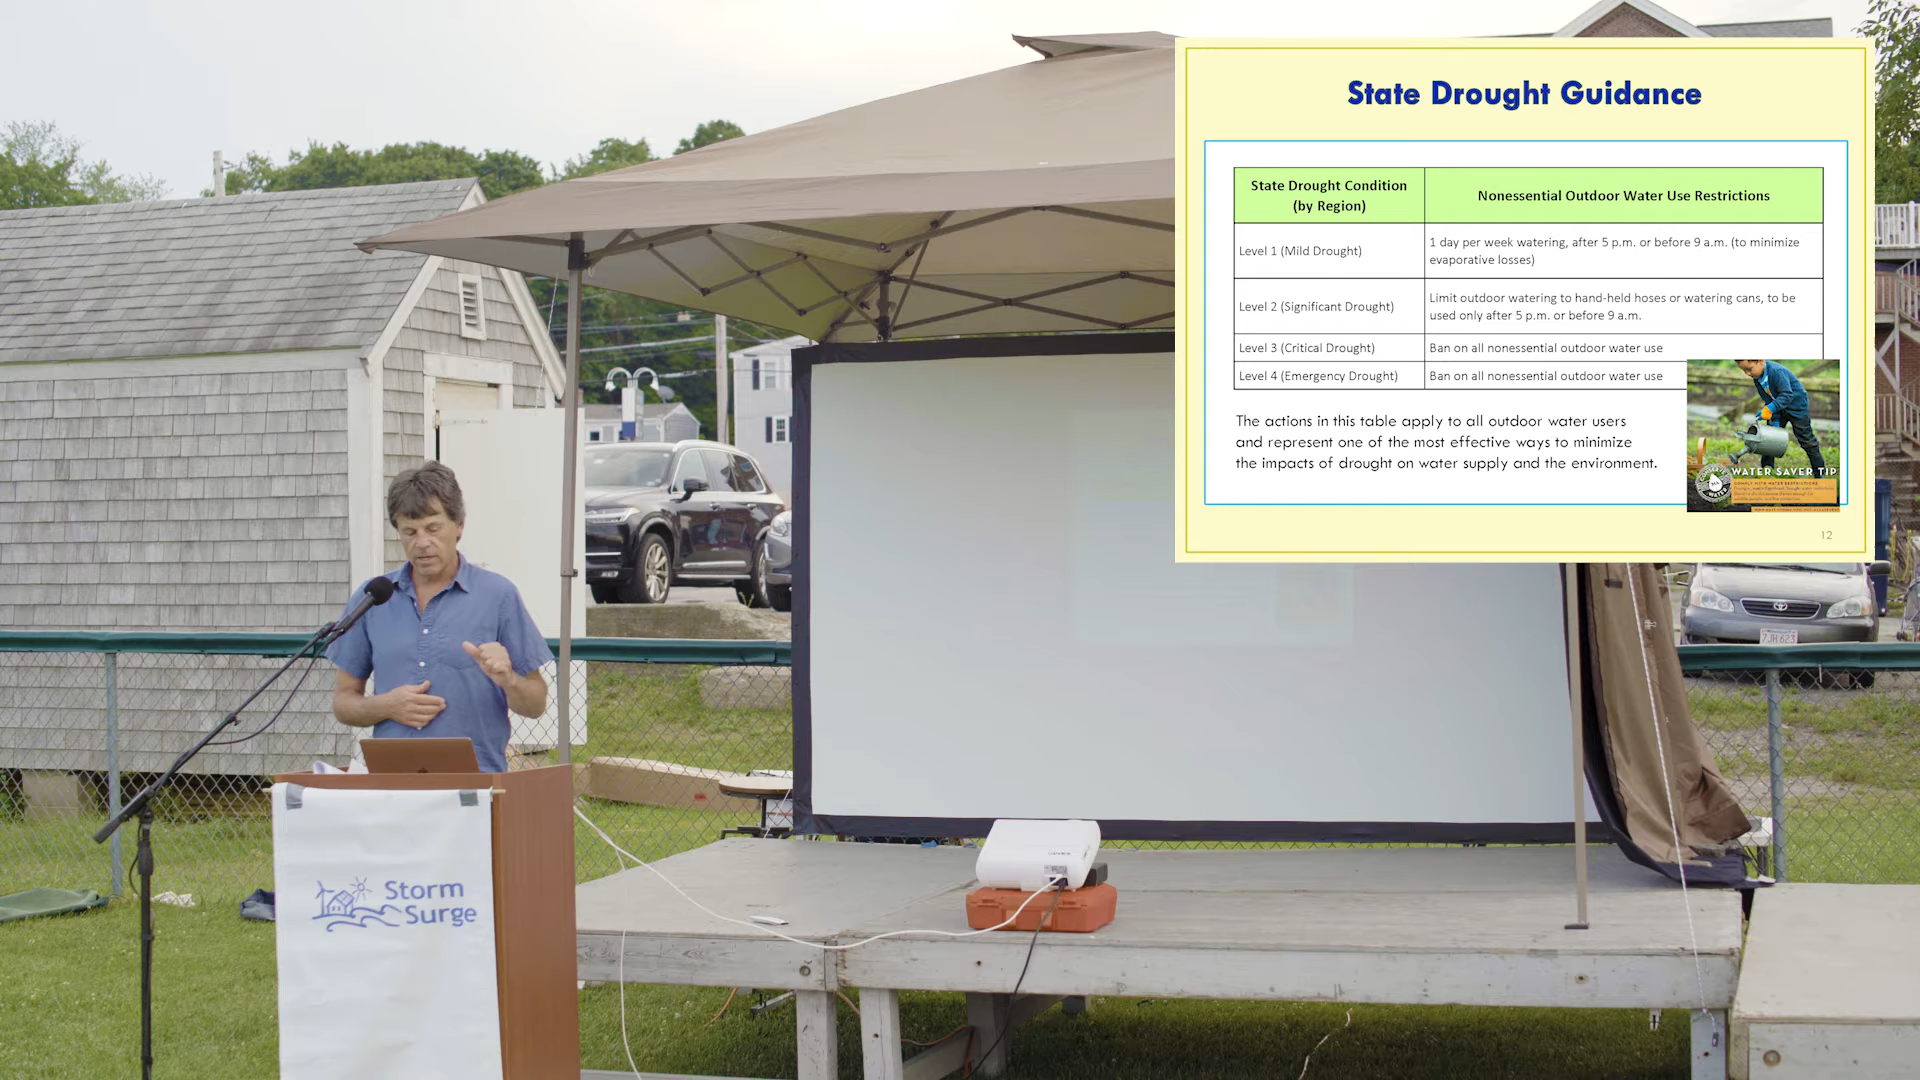 State Drought Guidance
State Drought Condition
(by Region)
Nonessential Outdoor Water Use Restrictions
Level 1 (Mild Drought)
1 day per week watering, after 5 p.m. or before 9 a.m. (to minimize
evaporative losses)
Level 2 (Significant Drought)
Limit outdoor watering to hand-held hoses or watering cans, to be
used only after 5 p.m. or before 9 a.m.
Level 3 (Critical Drought)
Ban on all nonessential outdoor water use
Level 4 (Emergency Drought)
Ban on all nonessential outdoor water use
The actions in this table apply to all outdoor water users
and represent one of the most effective ways to minimize
the impacts of drought on water supply and the environment.
WATER SAVER TIP
COMPLY WITH WATER RESTRICTIONS
12
Storm
Surge